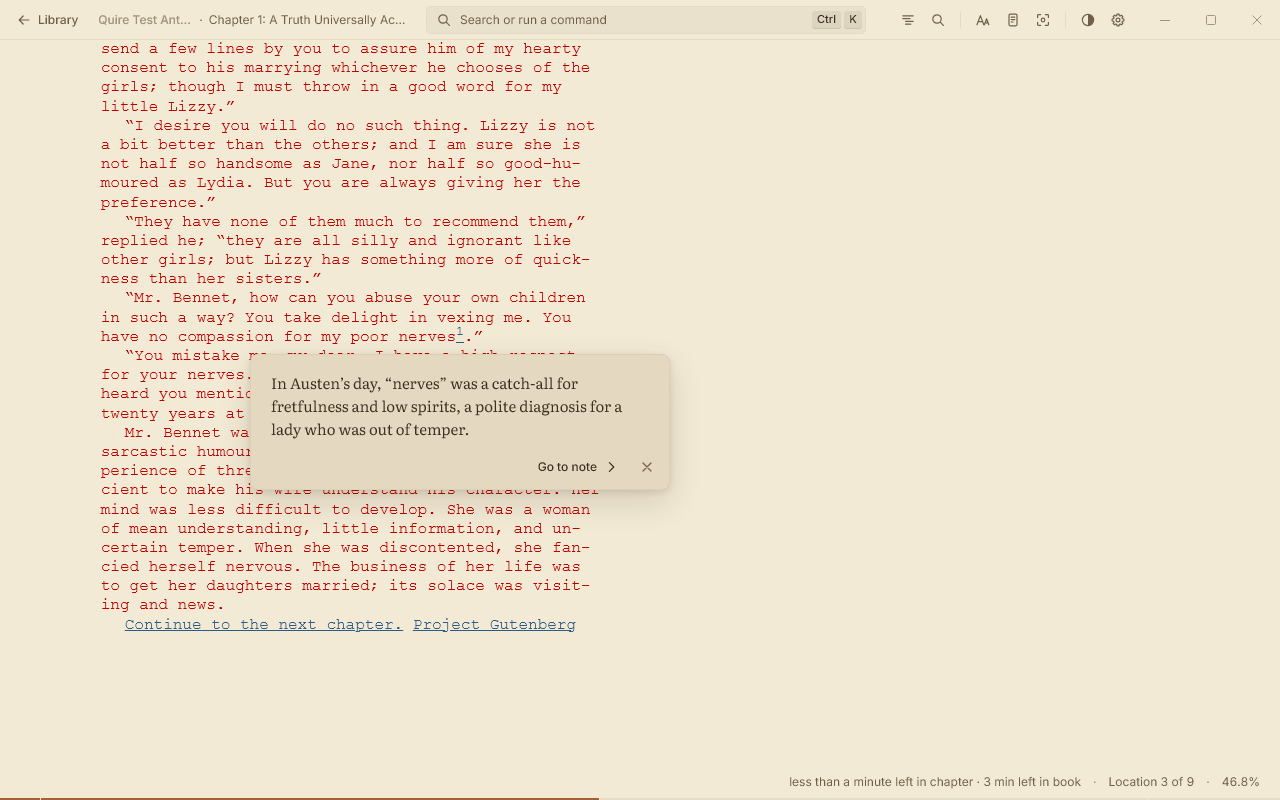 Library
Quire Test Ant... · Chapter 1: A Truth Universally Ac...
Search or run a command
Ctrl K
send a few lines by you to assure him of my hearty
consent to his marrying whichever he chooses of the
girls; though I must throw in a good word for my
little Lizzy.”
“I desire you will do no such thing. Lizzy is not
a bit better than the others; and I am sure she is
not half so handsome as Jane, nor half so good-hu-
moured as Lydia. But you are always giving her the
preference.”
“They have none of them much to recommend them,”
replied he; “they are all silly and ignorant like
other girls; but Lizzy has something more of quick-
ness than her sisters.”
“Mr. Bennet, how can you abuse your own children
in such a way? You take delight in vexing me. You
have no compassion for my poor nerves1.”
“You mistake me, my dear. I have a high respect
for your nerves.
heard you mentio
twenty years at
Mr. Bennet wa
sarcastic humour
perience of thre
cient to make his wife understand his character. Her
mind was less difficult to develop. She was a woman
of mean understanding, little information, and un-
certain temper. When she was discontented, she fan-
cied herself nervous. The business of her life was
to get her daughters married; its solace was visit-
ing and news.
Continue to the next chapter. Project Gutenberg
In Austen’s day, “nerves” was a catch-all for
fretfulness and low spirits, a polite diagnosis for a
lady who was out of temper.
Go to note
less than a minute left in chapter · 3 min left in book · Location 3 of 9 · 46.8%